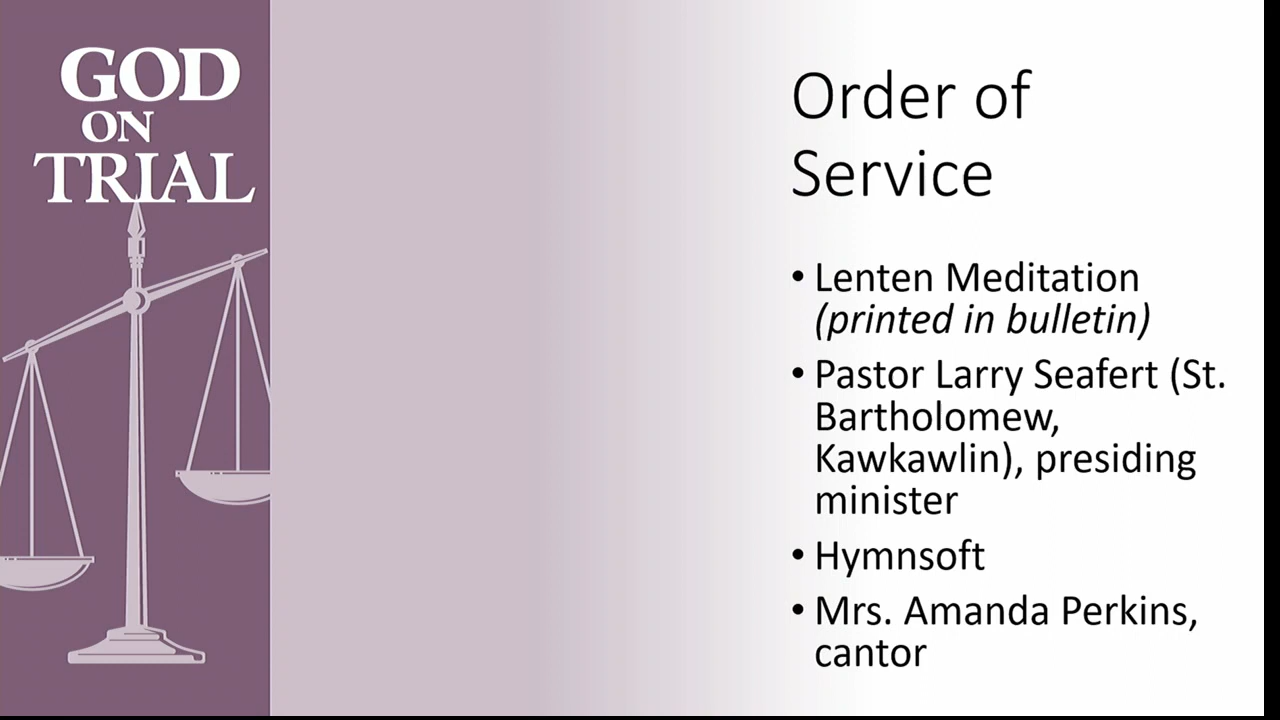 GOD
ON
TRIAL
Order of
Service
• Lenten Meditation
(printed in bulletin)
• Pastor Larry Seafert (St.
Bartholomew,
Kawkawlin), presiding
minister
• Hymnsoft
• Mrs. Amanda Perkins,
cantor